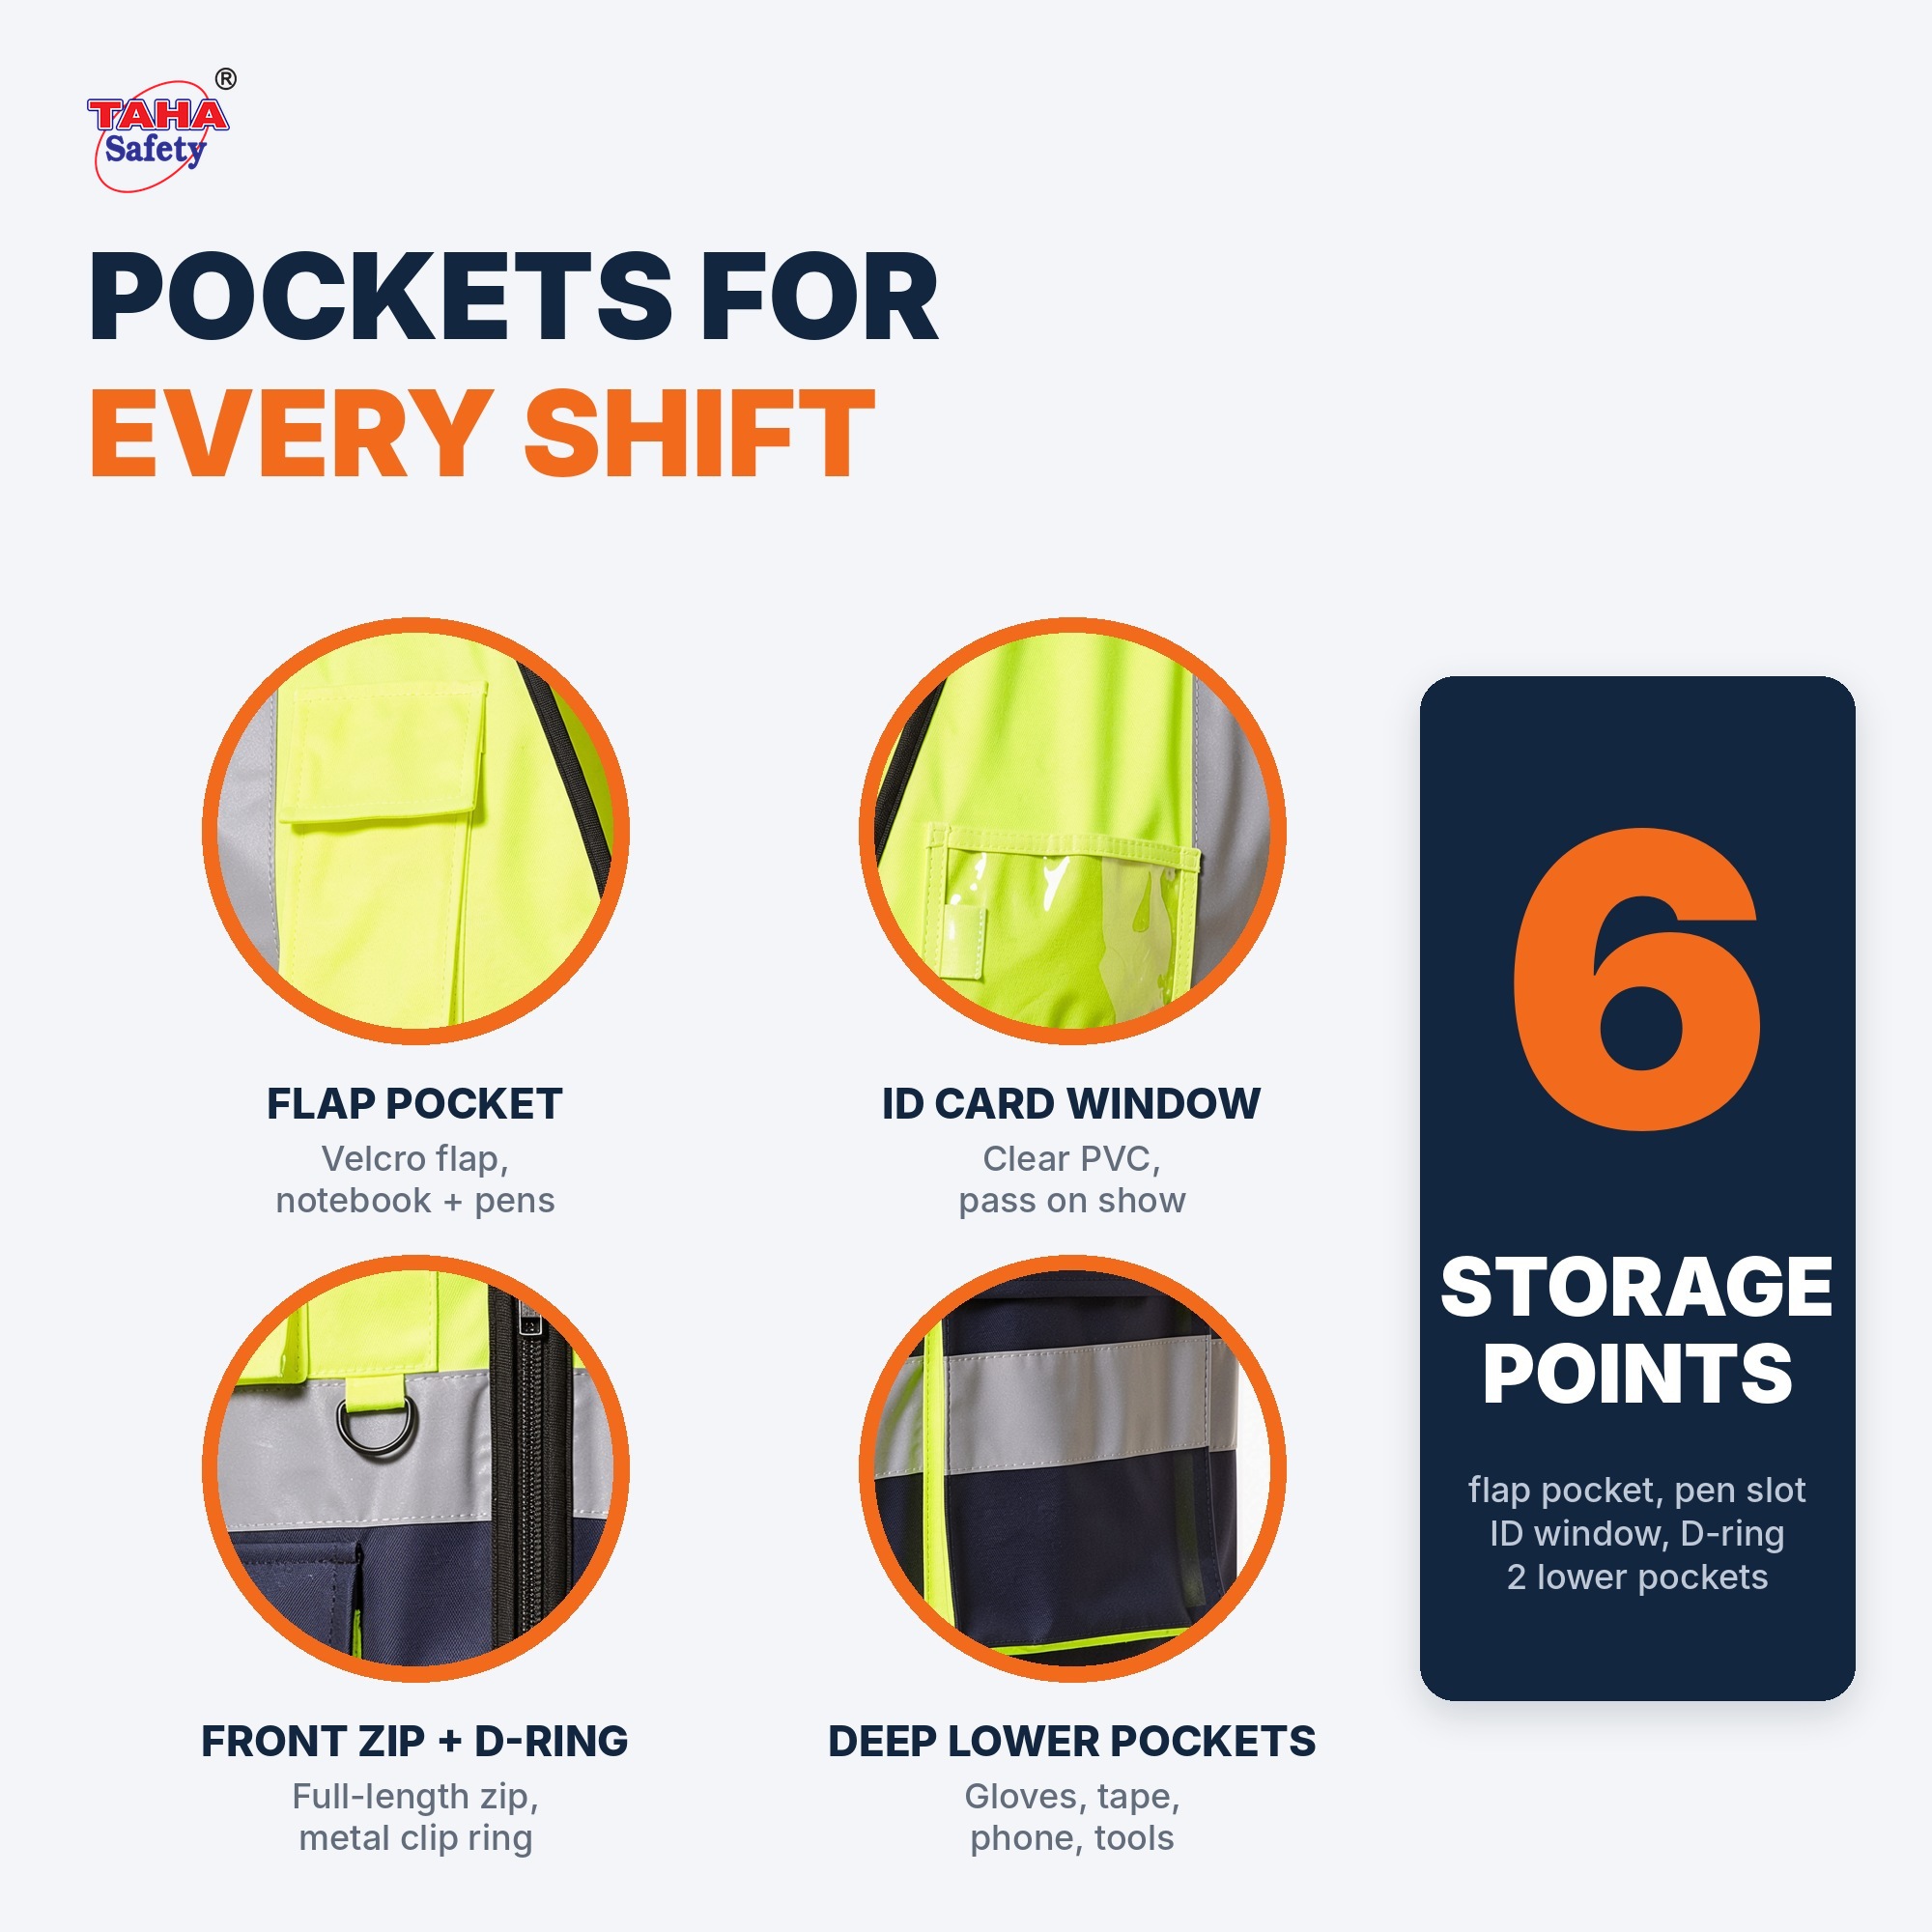 TAHA ®
Safety
POCKETS FOR
EVERY SHIFT
FLAP POCKET
Velcro flap,
notebook + pens
ID CARD WINDOW
Clear PVC,
pass on show
FRONT ZIP + D-RING
Full-length zip,
metal clip ring
DEEP LOWER POCKETS
Gloves, tape,
phone, tools
6
STORAGE
POINTS
flap pocket, pen slot
ID window, D-ring
2 lower pockets